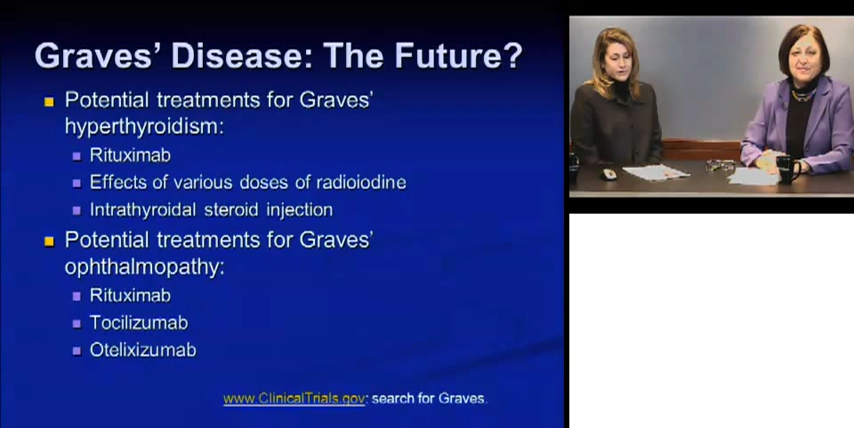 Graves' Disease: The Future?
Potential treatments for Graves'
hyperthyroidism:
Rituximab
Effects of various doses of radioiodine
Intrathyroidal steroid injection
Potential treatments for Graves'
ophthalmopathy:
Rituximab
Tocilizumab
Otelixizumab
www.ClinicalTrials.gov: search for Graves.